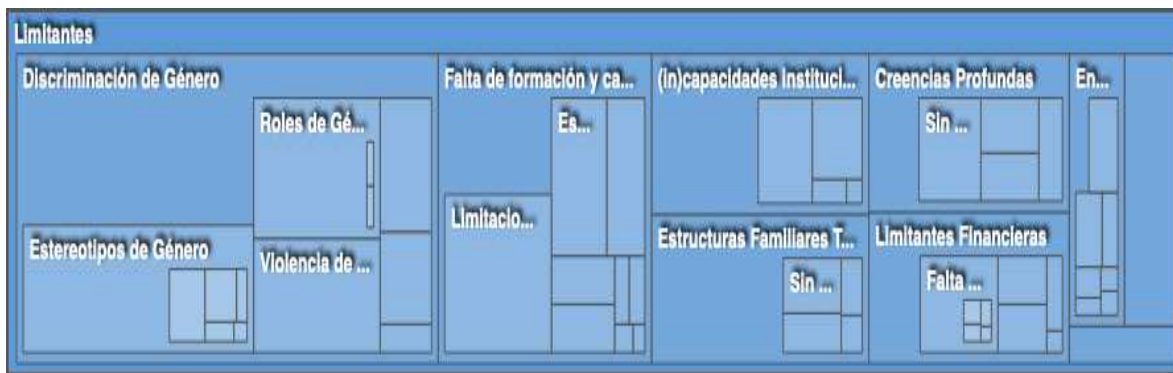 Limitantes
Discriminación de Género
Falta de formación y ca...
(in)capacidades instituci...
Creencias Profundas
En...
Roles de Gé...
Es...
Sin ...
Limitacio...
Estereotipos de Género
Violencia de ...
Estructuras Familiares T...
Limitantes Financieras
Sin ...
Falta ...